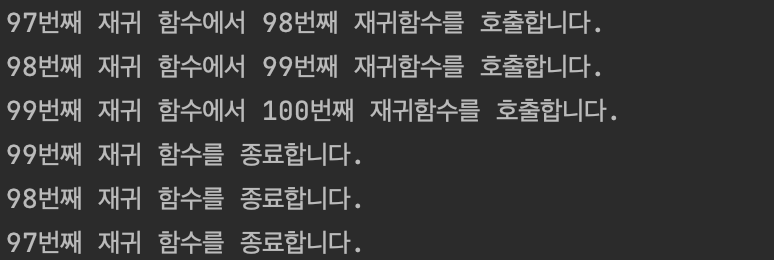 97번째 재귀 함수에서 98번째 재귀함수를 호출합니다.
98번째 재귀 함수에서 99번째 재귀함수를 호출합니다.
99번째 재귀 함수에서 100번째 재귀함수를 호출합니다.
99번째 재귀 함수를 종료합니다.
98번째 재귀 함수를 종료합니다.
97번째 재귀 함수를 종료합니다.